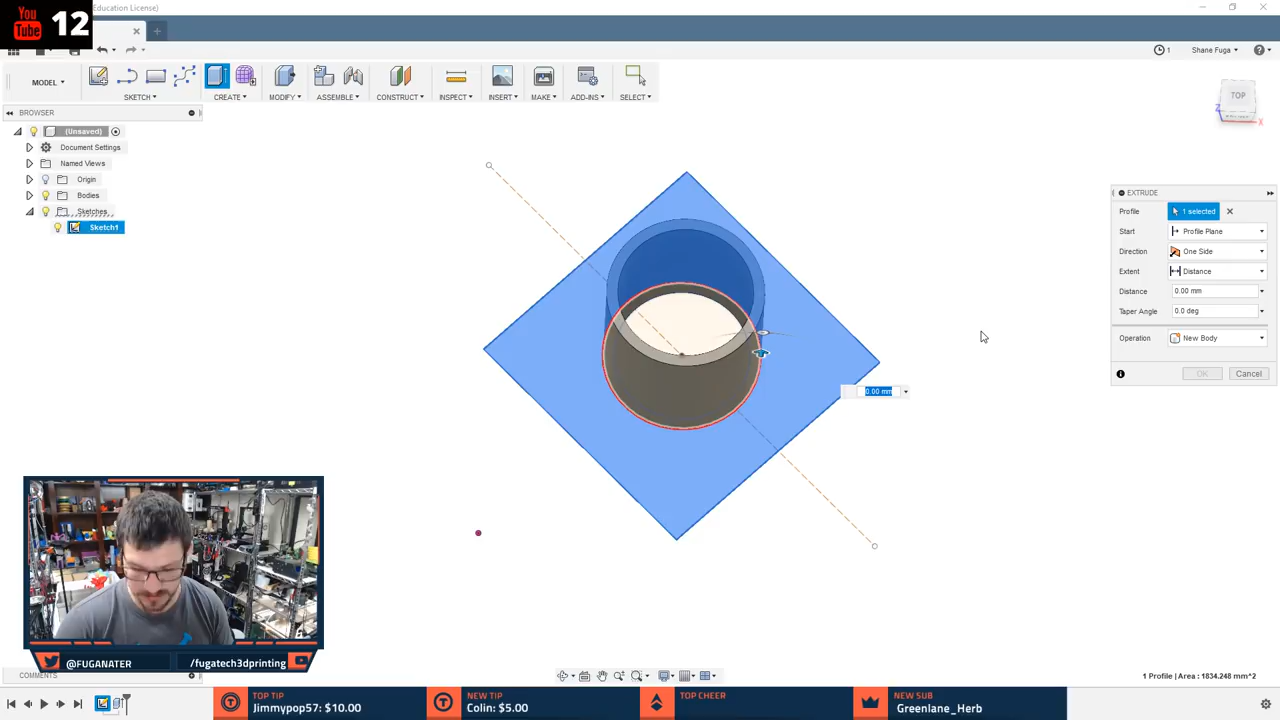 You
Tube
12
Education License)
Shane Fuga
MODEL
SKETCH
CREATE
MODIFY
ASSEMBLE
CONSTRUCT
INSPECT
INSERT
MAKE
ADD-INS
SELECT
TOP
Z
X
BROWSER
(Unsaved)
Document Settings
Named Views
Origin
Bodies
Sketches
Sketch1
EXTRUDE
Profile 1 selected
Start Profile Plane
Direction One Side
Extent Distance
Distance 0.00 mm
Taper Angle 0.0 deg
Operation New Body
OK Cancel
0.00 mm
@FUGANATER /fugatech3dprinting
COMMENTS
1 Profile | Area : 1834.248 mm^2
TOP TIP
Jimmypop57: $10.00
NEW TIP
Colin: $5.00
TOP CHEER
NEW SUB
Greenlane_Herb